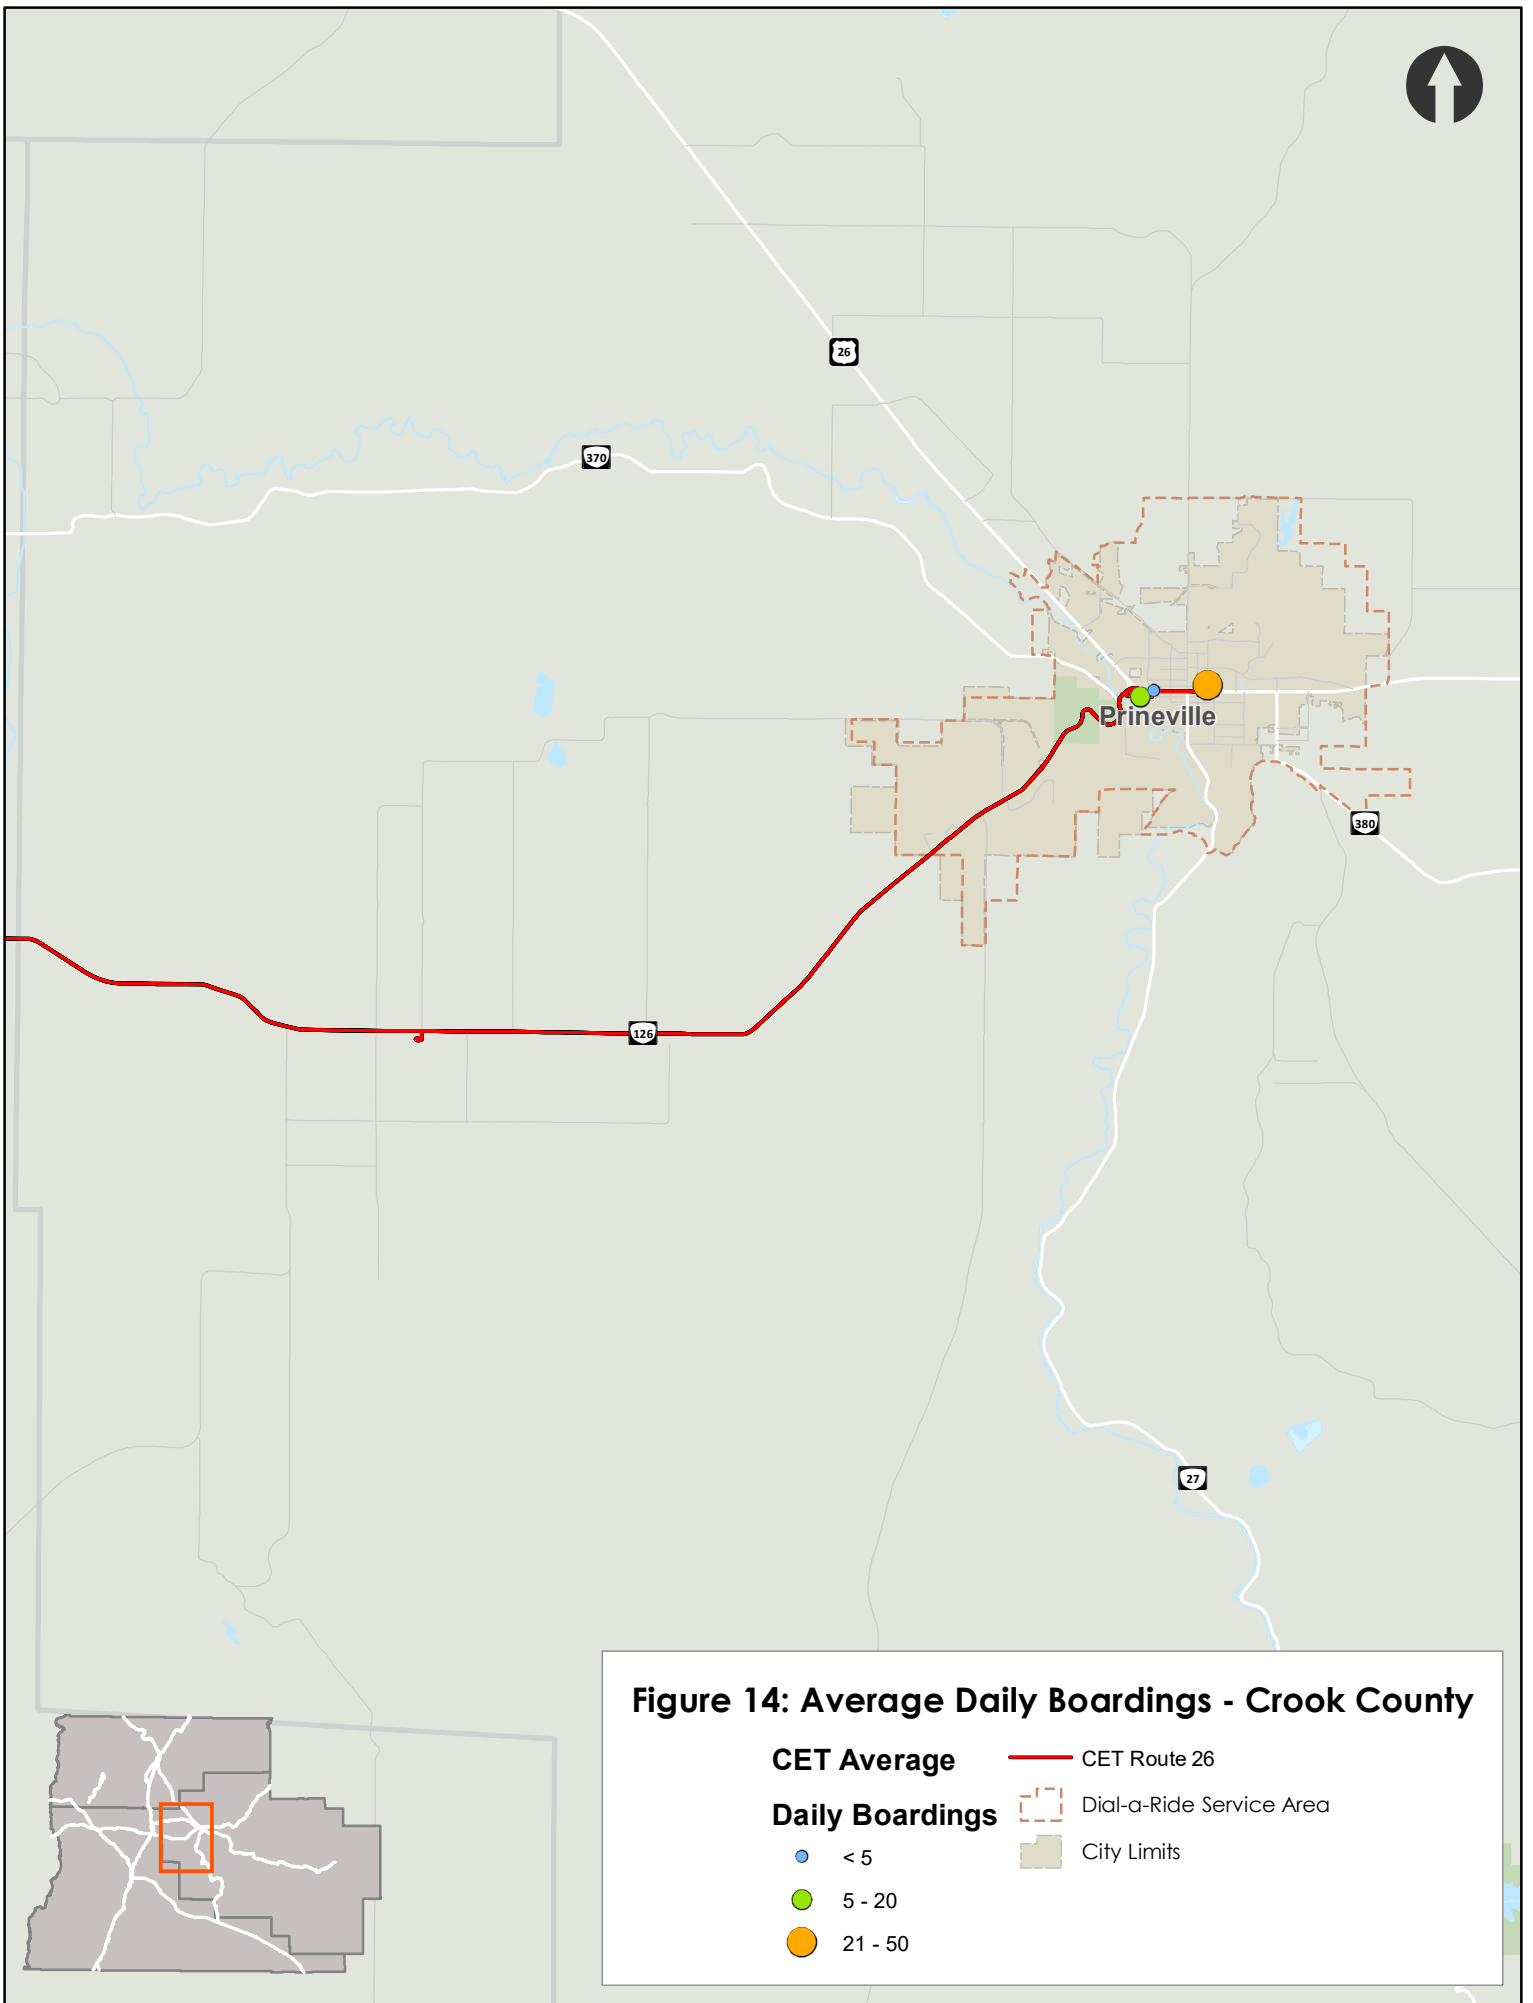 26
370
Prineville
380
126
27
Figure 14: Average Daily Boardings - Crook County
CET Average
Daily Boardings
< 5
5 - 20
21 - 50
CET Route 26
Dial-a-Ride Service Area
City Limits